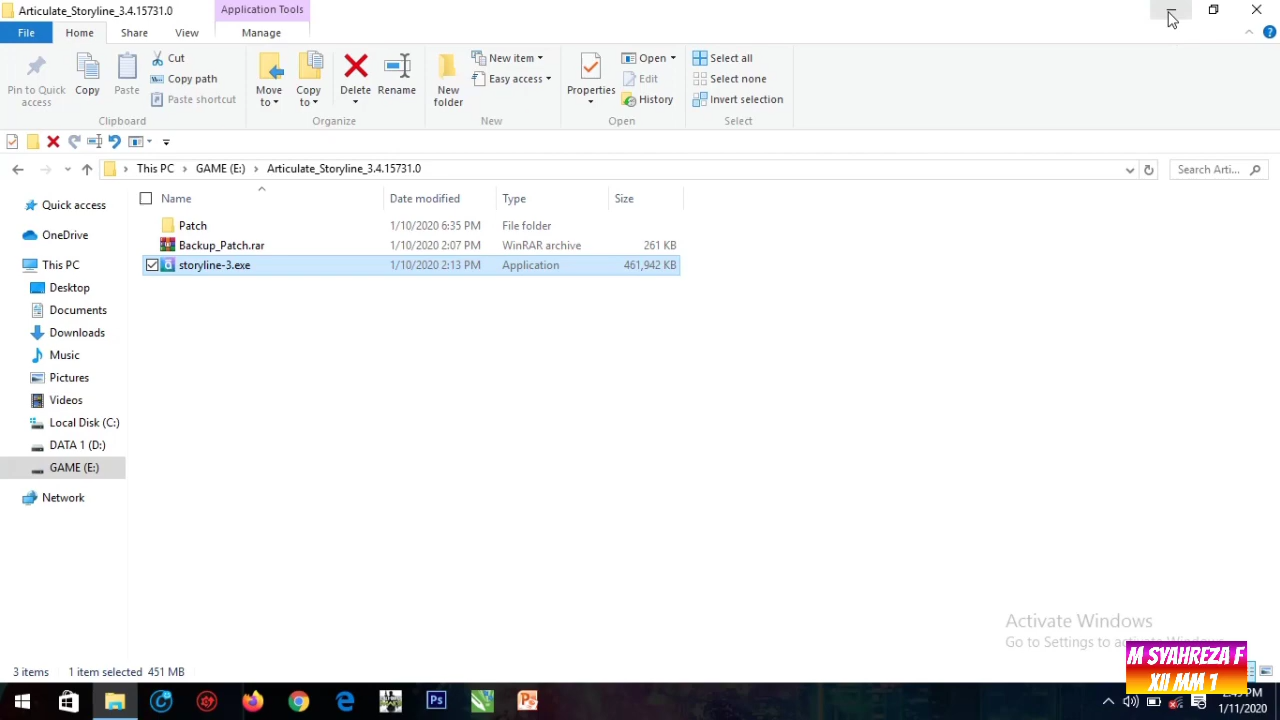 Articulate_Storyline_3.4.15731.0
Application Tools
File
Home
Share
View
Manage
Pin to Quick access
Copy
Paste
Cut
Copy path
Paste shortcut
Clipboard
Move to
Copy to
Delete
Rename
Organize
New folder
New item
Easy access
New
Properties
Open
Edit
History
Open
Select all
Select none
Invert selection
Select
This PC > GAME (E:) > Articulate_Storyline_3.4.15731.0
Search Arti...
Name Date modified Type Size
Patch 1/10/2020 6:35 PM File folder
Backup_Patch.rar 1/10/2020 2:07 PM WinRAR archive 261 KB
storyline-3.exe 1/10/2020 2:13 PM Application 461,942 KB
Quick access
OneDrive
This PC
Desktop
Documents
Downloads
Music
Pictures
Videos
Local Disk (C:)
DATA 1 (D:)
GAME (E:)
Network
Activate Windows
Go to Settings to activate Windows.
M SYAHREZA F
XII MM 1
3 items 1 item selected 451 MB
1/11/2020